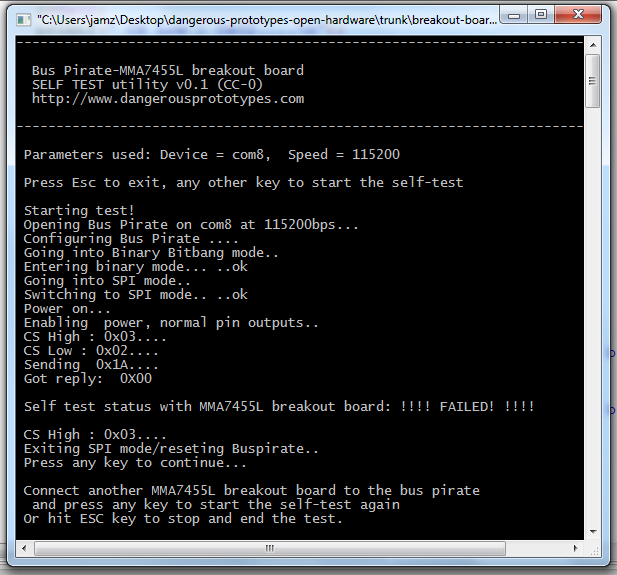 "C:\Users\jamz\Desktop\dangerous-prototypes-open-hardware\trunk\breakout-boar...
------------------------------------------------------------------------
Bus Pirate-MMA7455L breakout board
SELF TEST utility v0.1 (CC-0)
http://www.dangerousprototypes.com
------------------------------------------------------------------------
Parameters used: Device = com8,  Speed = 115200
Press Esc to exit, any other key to start the self-test
Starting test!
Opening Bus Pirate on com8 at 115200bps...
Configuring Bus Pirate ....
Going into Binary Bitbang mode..
Entering binary mode... ..ok
Going into SPI mode..
Switching to SPI mode.. ..ok
Power on...
Enabling  power, normal pin outputs..
CS High : 0x03....
CS Low : 0x02....
Sending  0x1A....
Got reply:  0X00
Self test status with MMA7455L breakout board: !!!! FAILED! !!!!
CS High : 0x03....
Exiting SPI mode/reseting Buspirate..
Press any key to continue...
Connect another MMA7455L breakout board to the bus pirate
and press any key to start the self-test again
Or hit ESC key to stop and end the test.